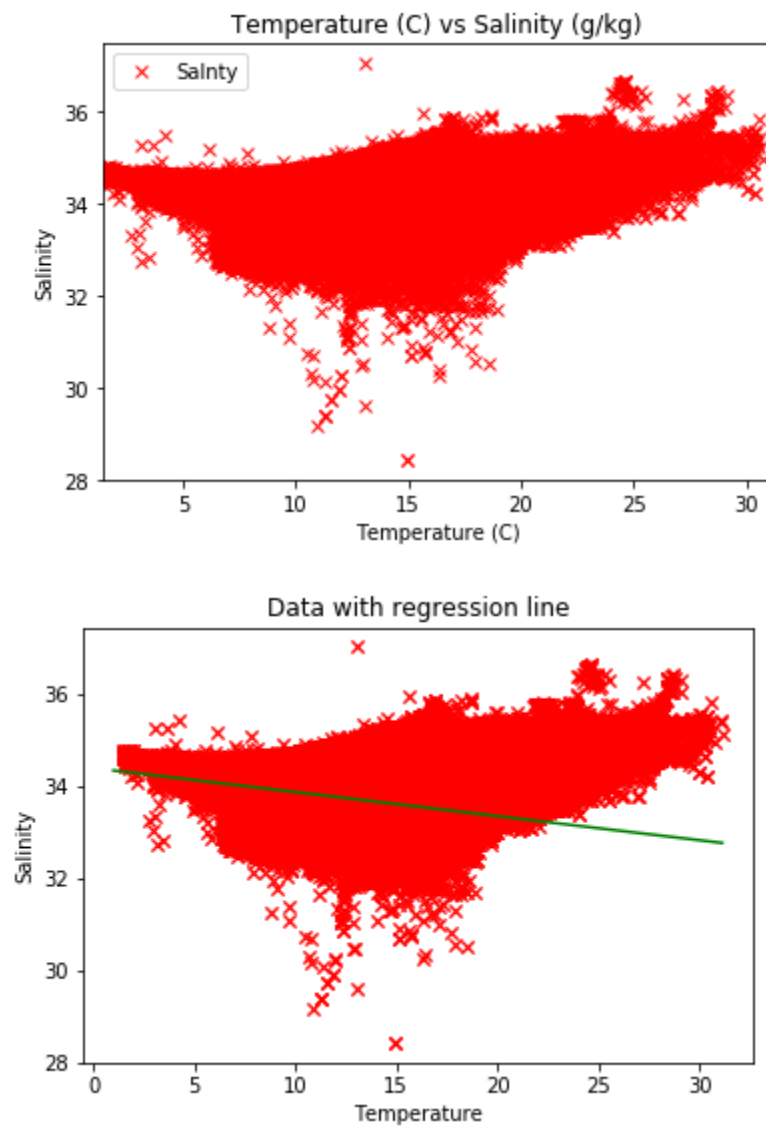 Temperature (C) vs Salinity (g/kg)
Salnty
36
34
32
30
28
Salinity
5 10 15 20 25 30
Temperature (C)
Data with regression line
36
34
32
30
28
Salinity
0 5 10 15 20 25 30
Temperature